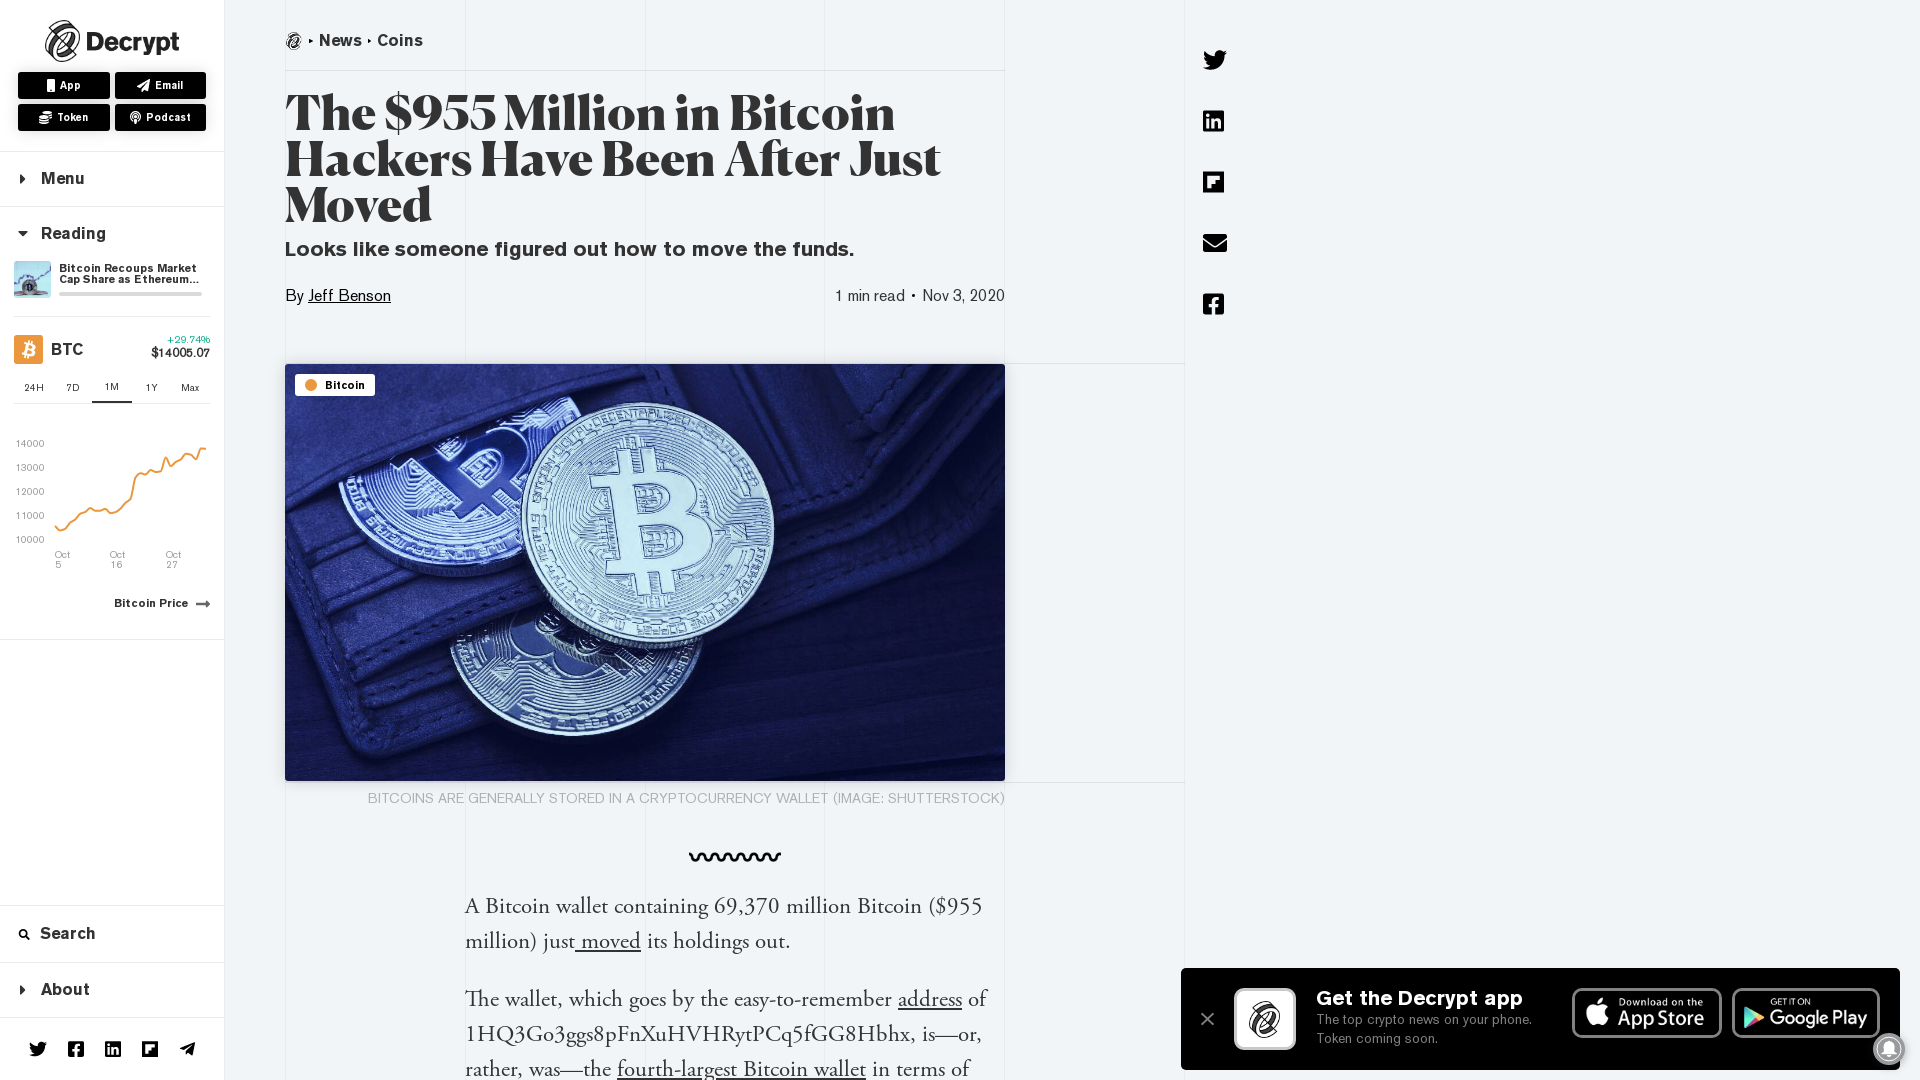 Decrypt
App
Email
Token
Podcast
Menu
Reading
Bitcoin Recoups Market
Cap Share as Ethereum...
BTC
+29.74%
$14005.07
24H 7D 1M 1Y Max
14000
13000
12000
11000
10000
Oct 5
Oct 16
Oct 27
Bitcoin Price
Search
About
News Coins
The $955 Million in Bitcoin
Hackers Have Been After Just
Moved
Looks like someone figured out how to move the funds.
By Jeff Benson
1 min read • Nov 3, 2020
Bitcoin
BITCOINS ARE GENERALLY STORED IN A CRYPTOCURRENCY WALLET (IMAGE: SHUTTERSTOCK)
A Bitcoin wallet containing 69,370 million Bitcoin ($955
million) just moved its holdings out.
The wallet, which goes by the easy-to-remember address of
1HQ3Go3ggs8pFnXuHVHRytPCq5fGG8Hbhx, is—or,
rather, was—the fourth-largest Bitcoin wallet in terms of
Get the Decrypt app
The top crypto news on your phone.
Token coming soon.
Download on the
App Store
GET IT ON
Google Play